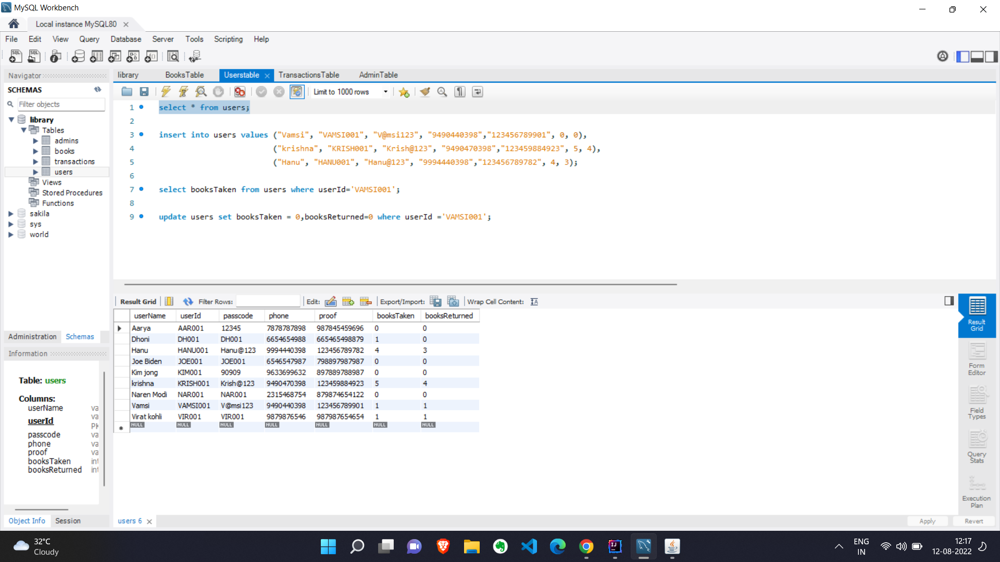 MySQL Workbench
Local instance MySQL80
File Edit View Query Database Server Tools Scripting Help
Navigator
SCHEMAS
Filter objects
library
Tables
admins
books
transactions
users
Views
Stored Procedures
Functions
sakila
sys
world
Administration Schemas
Information
Table: users
Columns:
userName va
userId va
PK
passcode va
phone va
proof va
booksTaken int
booksReturned int
Object Info Session
library BooksTable Userstable TransactionsTable AdminTable
Limit to 1000 rows
1 select * from users;
2
3 insert into users values ("Vamsi", "VAMSI001", "V@msi123", "9490440398","123456789901", 0, 0),
4 ("krishna", "KRISH001", "Krish@123", "9490470398","123459884923", 5, 4),
5 ("Hanu", "HANU001", "Hanu@123", "9994440398","123456789782", 4, 3);
6
7 select booksTaken from users where userId='VAMSI001';
8
9 update users set booksTaken = 0,booksReturned=0 where userId ='VAMSI001';
Result Grid Filter Rows: Edit: Export/Import: Wrap Cell Content:
userName userId passcode phone proof booksTaken booksReturned
Aarya AAR001 12345 7878787898 987845459696 0 0
Dhoni DH001 DH001 6654654988 665465498879 1 0
Hanu HANU001 Hanu@123 9994440398 123456789782 4 3
Joe Biden JOE001 JOE001 6546547987 798897987987 0 0
Kim jong KIM001 90909 9633699632 897889788987 0 0
krishna KRISH001 Krish@123 9490470398 123459884923 5 4
Naren Modi NAR001 NAR001 2315468754 879874654122 0 0
Vamsi VAMSI001 V@msi123 9490440398 123456789901 1 1
Virat kohli VIR001 VIR001 9879876546 987987654654 1 1
NULL NULL NULL NULL NULL NULL NULL
Result
Grid
Form
Editor
Field
Types
Query
Stats
Execution
Plan
users 6
Apply Revert
32°C
Cloudy
ENG
IN
12:17
12-08-2022